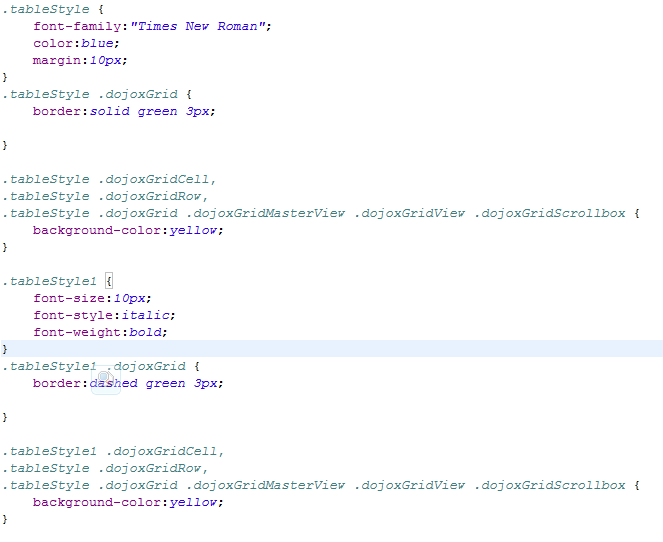 .tableStyle {
    font-family:"Times New Roman";
    color:blue;
    margin:10px;
}
.tableStyle .dojoxGrid {
    border:solid green 3px;

}

.tableStyle .dojoxGridCell,
.tableStyle .dojoxGridRow,
.tableStyle .dojoxGrid .dojoxGridMasterView .dojoxGridView .dojoxGridScrollbox {
    background-color:yellow;
}

.tableStyle1 {
    font-size:10px;
    font-style:italic;
    font-weight:bold;
}
.tableStyle1 .dojoxGrid {
    border:dashed green 3px;

}

.tableStyle1 .dojoxGridCell,
.tableStyle .dojoxGridRow,
.tableStyle .dojoxGrid .dojoxGridMasterView .dojoxGridView .dojoxGridScrollbox {
    background-color:yellow;
}